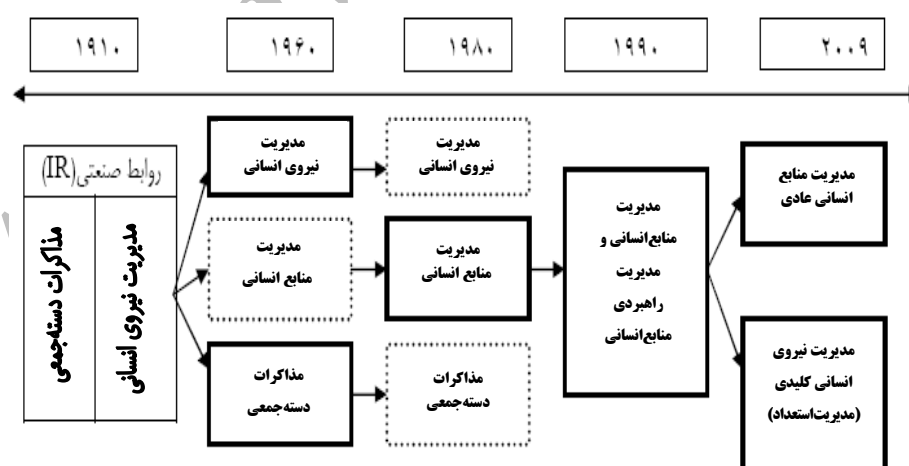 ۱۹۱۰
۱۹۶۰
۱۹۸۰
۱۹۹۰
۲۰۰۹
روابط صنعتی(IR)
مذاکرات دسته‌جمعی
مدیریت نیروی انسانی
مدیریت
نیروی انسانی
مدیریت
منابع انسانی
مذاکرات
دسته‌جمعی
مدیریت
نیروی انسانی
مدیریت
منابع انسانی
مذاکرات
دسته‌جمعی
مدیریت
منابع‌انسانی و
مدیریت
راهبردی
منابع‌انسانی
مدیریت منابع
انسانی عادی
مدیریت نیروی
انسانی کلیدی
(مدیریت‌استعداد)